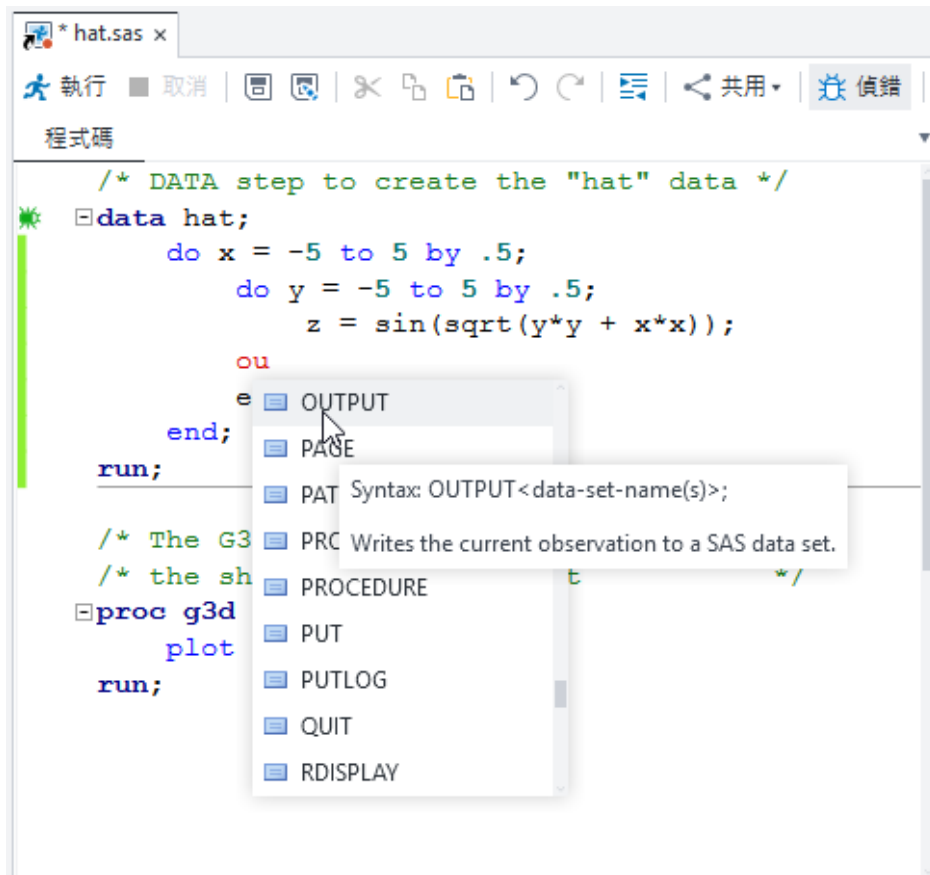 * hat.sas ×
執行 取消 共用 偵錯
程式碼
/* DATA step to create the "hat" data */
data hat;
do x = -5 to 5 by .5;
do y = -5 to 5 by .5;
z = sin(sqrt(y*y + x*x));
ou
e
OUTPUT
end;
PAGE
run;
PAT
Syntax: OUTPUT<data-set-name(s)>;
/* The G3
PRO
Writes the current observation to a SAS data set.
/* the sh
t */
PROCEDURE
proc g3d
PUT
plot
PUTLOG
run;
QUIT
RDISPLAY